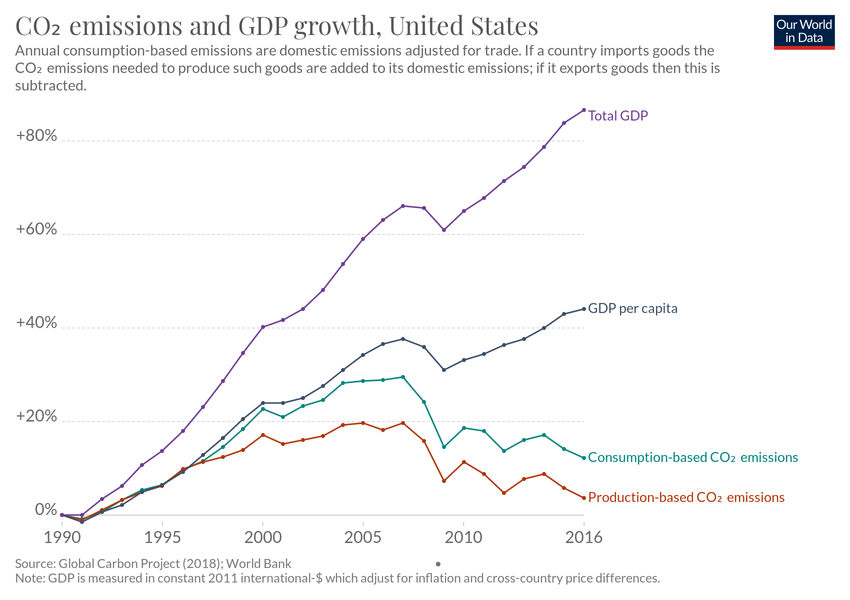 CO₂ emissions and GDP growth, United States
Our World
in Data
Annual consumption-based emissions are domestic emissions adjusted for trade. If a country imports goods the
CO₂ emissions needed to produce such goods are added to its domestic emissions; if it exports goods then this is
subtracted.
Total GDP
+80%
+60%
+40%
GDP per capita
+20%
Consumption-based CO₂ emissions
Production-based CO₂ emissions
0%
1990 1995 2000 2005 2010 2016
Source: Global Carbon Project (2018); World Bank
Note: GDP is measured in constant 2011 international-$ which adjust for inflation and cross-country price differences.